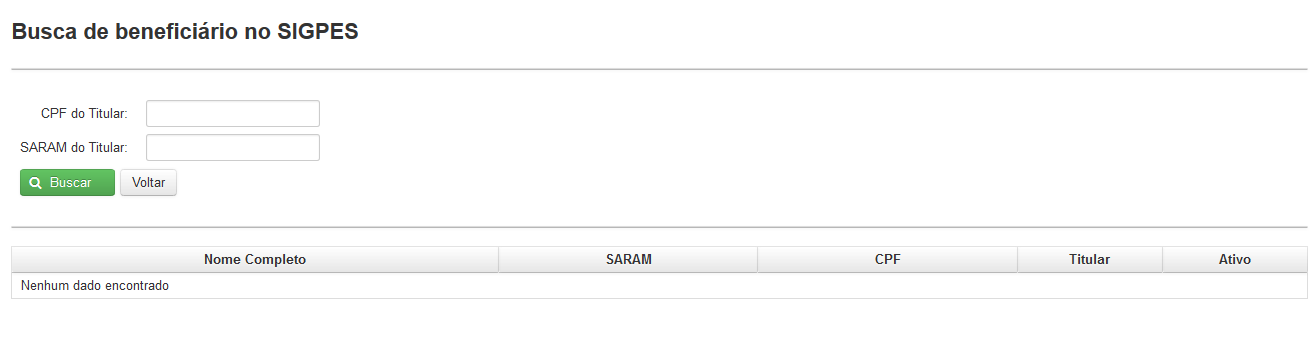 Busca de beneficiário no SIGPES
CPF do Titular:
SARAM do Titular:
Buscar Voltar
Nome Completo SARAM CPF Titular Ativo
Nenhum dado encontrado